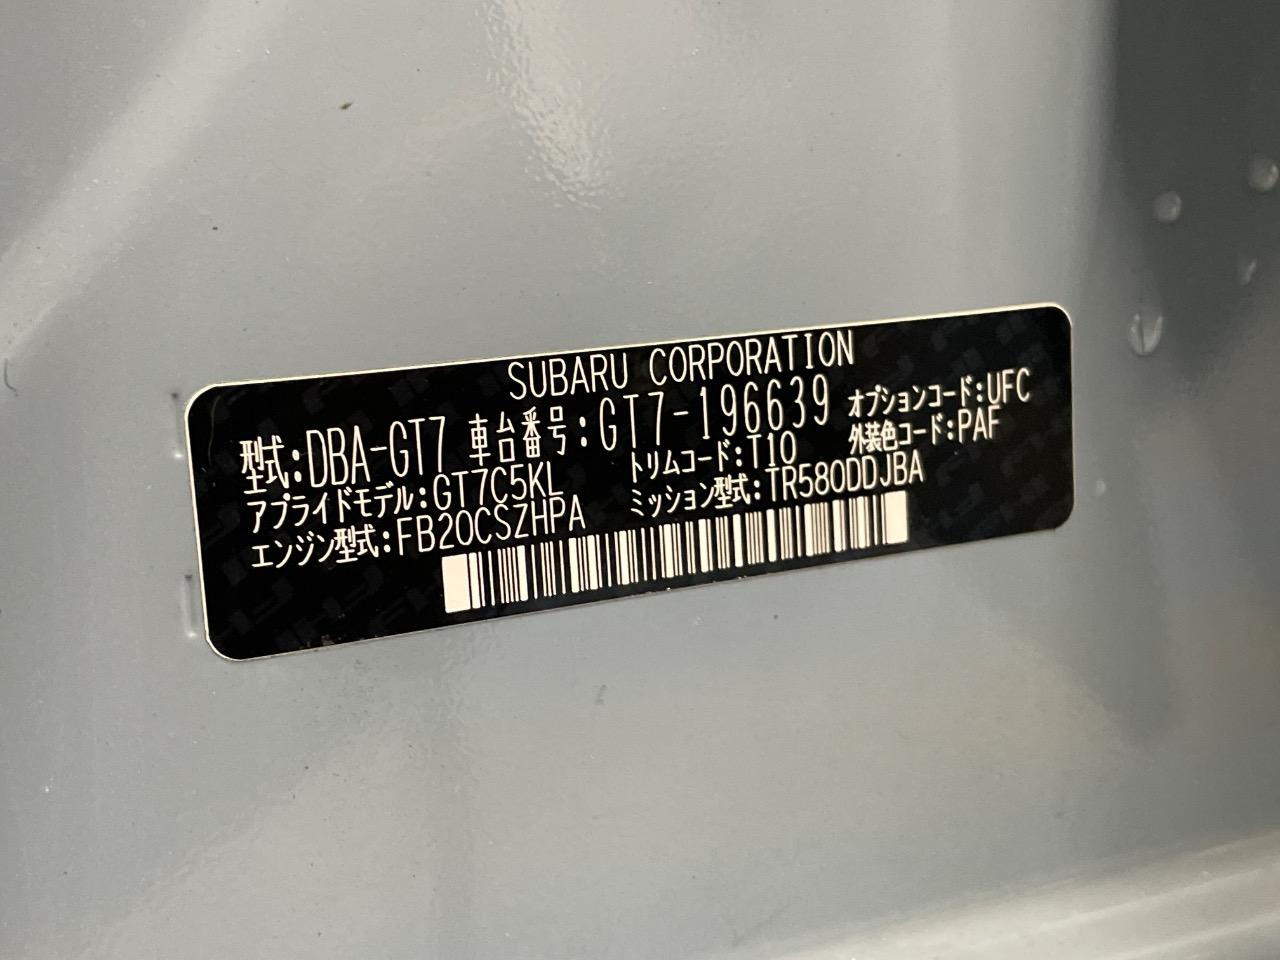 SUBARU CORPORATION
型式:DBA-GT7 車台番号:GT7-196639 オプションコード:UFC
アプライドモデル:GT7C5KL トリムコード:T10 外装色コード:PAF
エンジン型式:FB20CSZHPA ミッション型式:TR580DDJBA